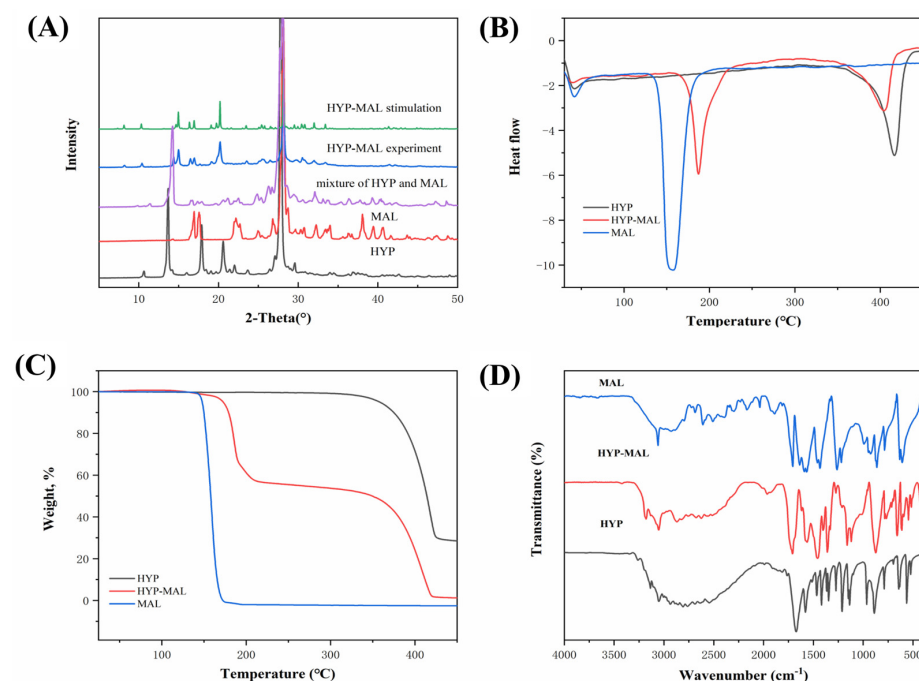 (A)
HYP-MAL stimulation
HYP-MAL experiment
mixture of HYP and MAL
MAL
HYP
Intensity
10 20 30 40 50
2-Theta(°)
(B)
0
-2
-4
-6
-8
-10
Heat flow
HYP
HYP-MAL
MAL
100 200 300 400
Temperature (℃)
(C)
100
80
60
40
20
0
Weight, %
HYP
HYP-MAL
MAL
100 200 300 400
Temperature (℃)
(D)
MAL
HYP-MAL
HYP
Transmittance (%)
4000 3500 3000 2500 2000 1500 1000 500
Wavenumber (cm⁻¹)